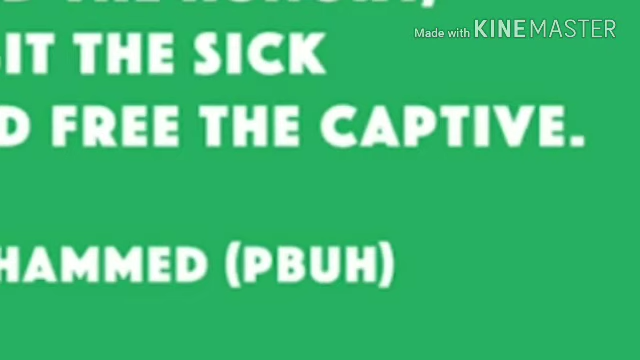 Made with KINEMASTER
IT THE SICK
D FREE THE CAPTIVE.
HAMMED (PBUH)